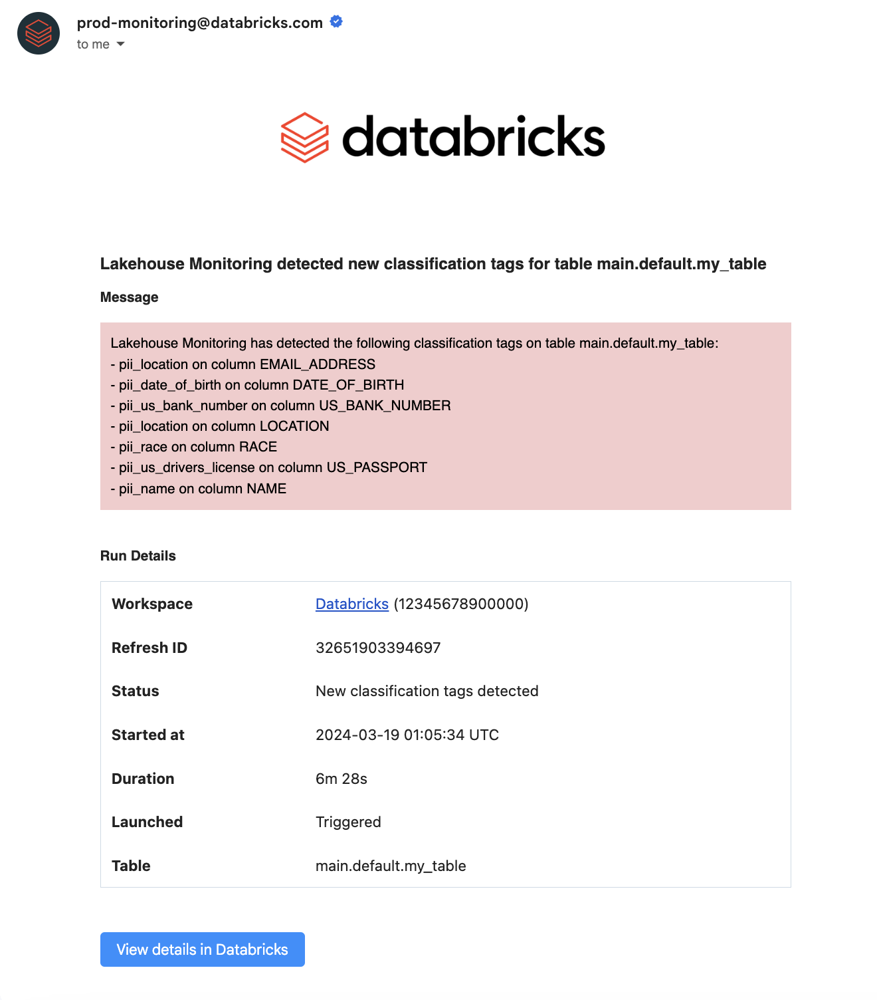 prod-monitoring@databricks.com
to me
databricks
Lakehouse Monitoring detected new classification tags for table main.default.my_table
Message
Lakehouse Monitoring has detected the following classification tags on table main.default.my_table:
- pii_location on column EMAIL_ADDRESS
- pii_date_of_birth on column DATE_OF_BIRTH
- pii_us_bank_number on column US_BANK_NUMBER
- pii_location on column LOCATION
- pii_race on column RACE
- pii_us_drivers_license on column US_PASSPORT
- pii_name on column NAME
Run Details
Workspace Databricks (12345678900000)
Refresh ID 32651903394697
Status New classification tags detected
Started at 2024-03-19 01:05:34 UTC
Duration 6m 28s
Launched Triggered
Table main.default.my_table
View details in Databricks